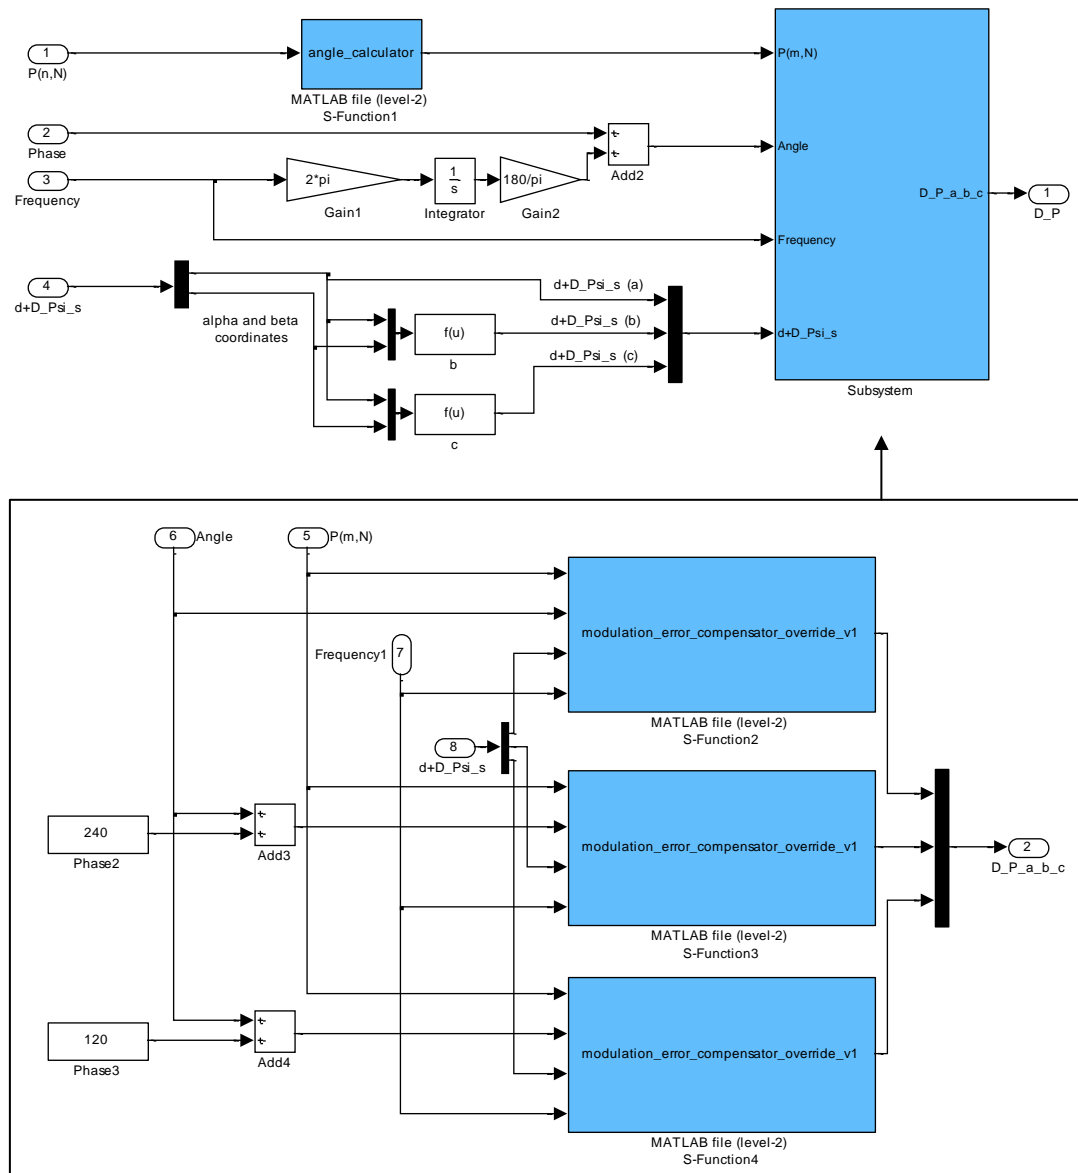 1
P(n,N)
angle_calculator
MATLAB file (level-2)
S-Function1
P(m,N)
2
Phase
Add2
Angle
3
Frequency
2*pi
Gain1
1
s
Integrator
180/pi
Gain2
Frequency
D_P_a_b_c
1
D_P
4
d+D_Psi_s
alpha and beta
coordinates
d+D_Psi_s (a)
d+D_Psi_s (b)
d+D_Psi_s (c)
f(u)
b
f(u)
c
d+D_Psi_s
Subsystem
6
Angle
5
P(m,N)
Frequency1
7
8
d+D_Psi_s
modulation_error_compensator_override_v1
MATLAB file (level-2)
S-Function2
240
Phase2
Add3
modulation_error_compensator_override_v1
MATLAB file (level-2)
S-Function3
2
D_P_a_b_c
120
Phase3
Add4
modulation_error_compensator_override_v1
MATLAB file (level-2)
S-Function4